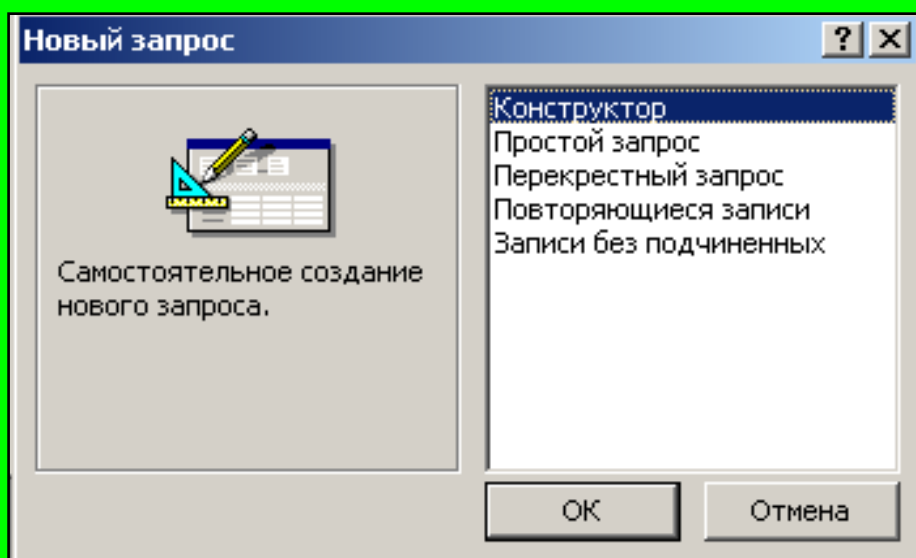 Новый запрос
Самостоятельное создание
нового запроса.
Конструктор
Простой запрос
Перекрестный запрос
Повторяющиеся записи
Записи без подчиненных
ОК
Отмена